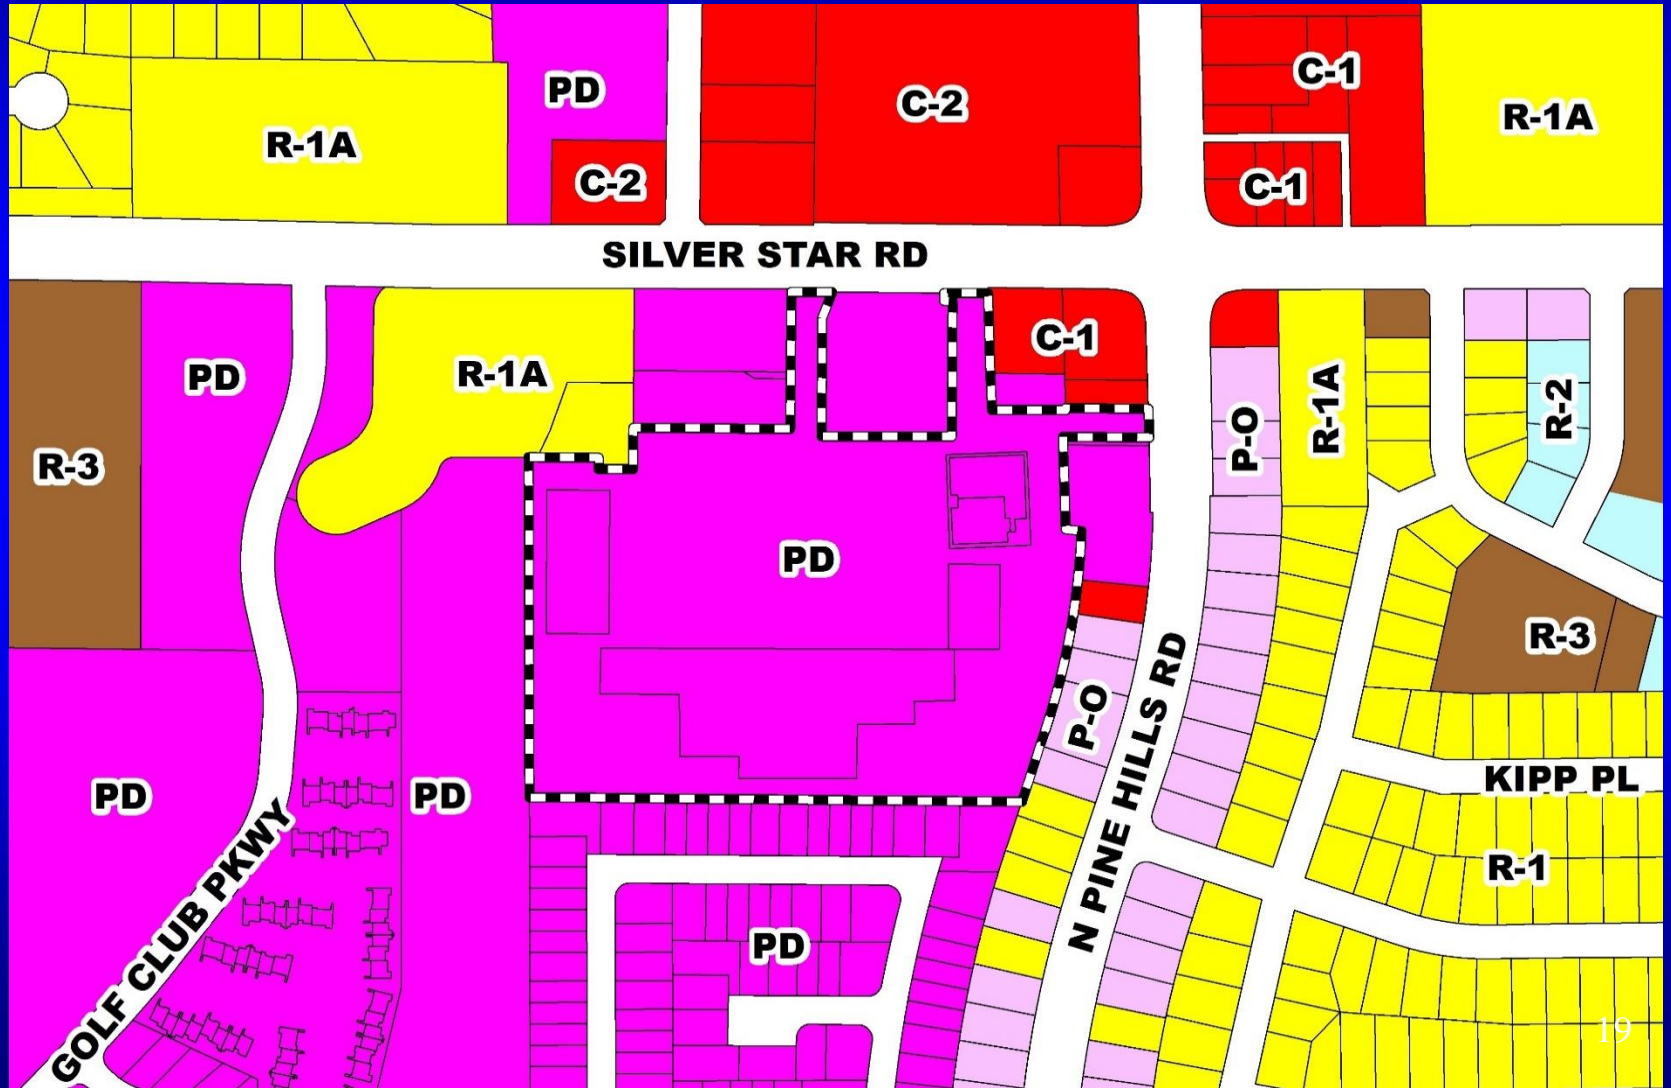 C-1
PD
C-2
R-1A
R-1A
C-2
C-1
SILVER STAR RD
C-1
R-1A
PD
R-1A
R-2
P-O
R-3
PD
R-3
P-O
KIPP PL
PD
PD
N PINE HILLS RD
R-1
GOLF CLUB PKWY
PD
19